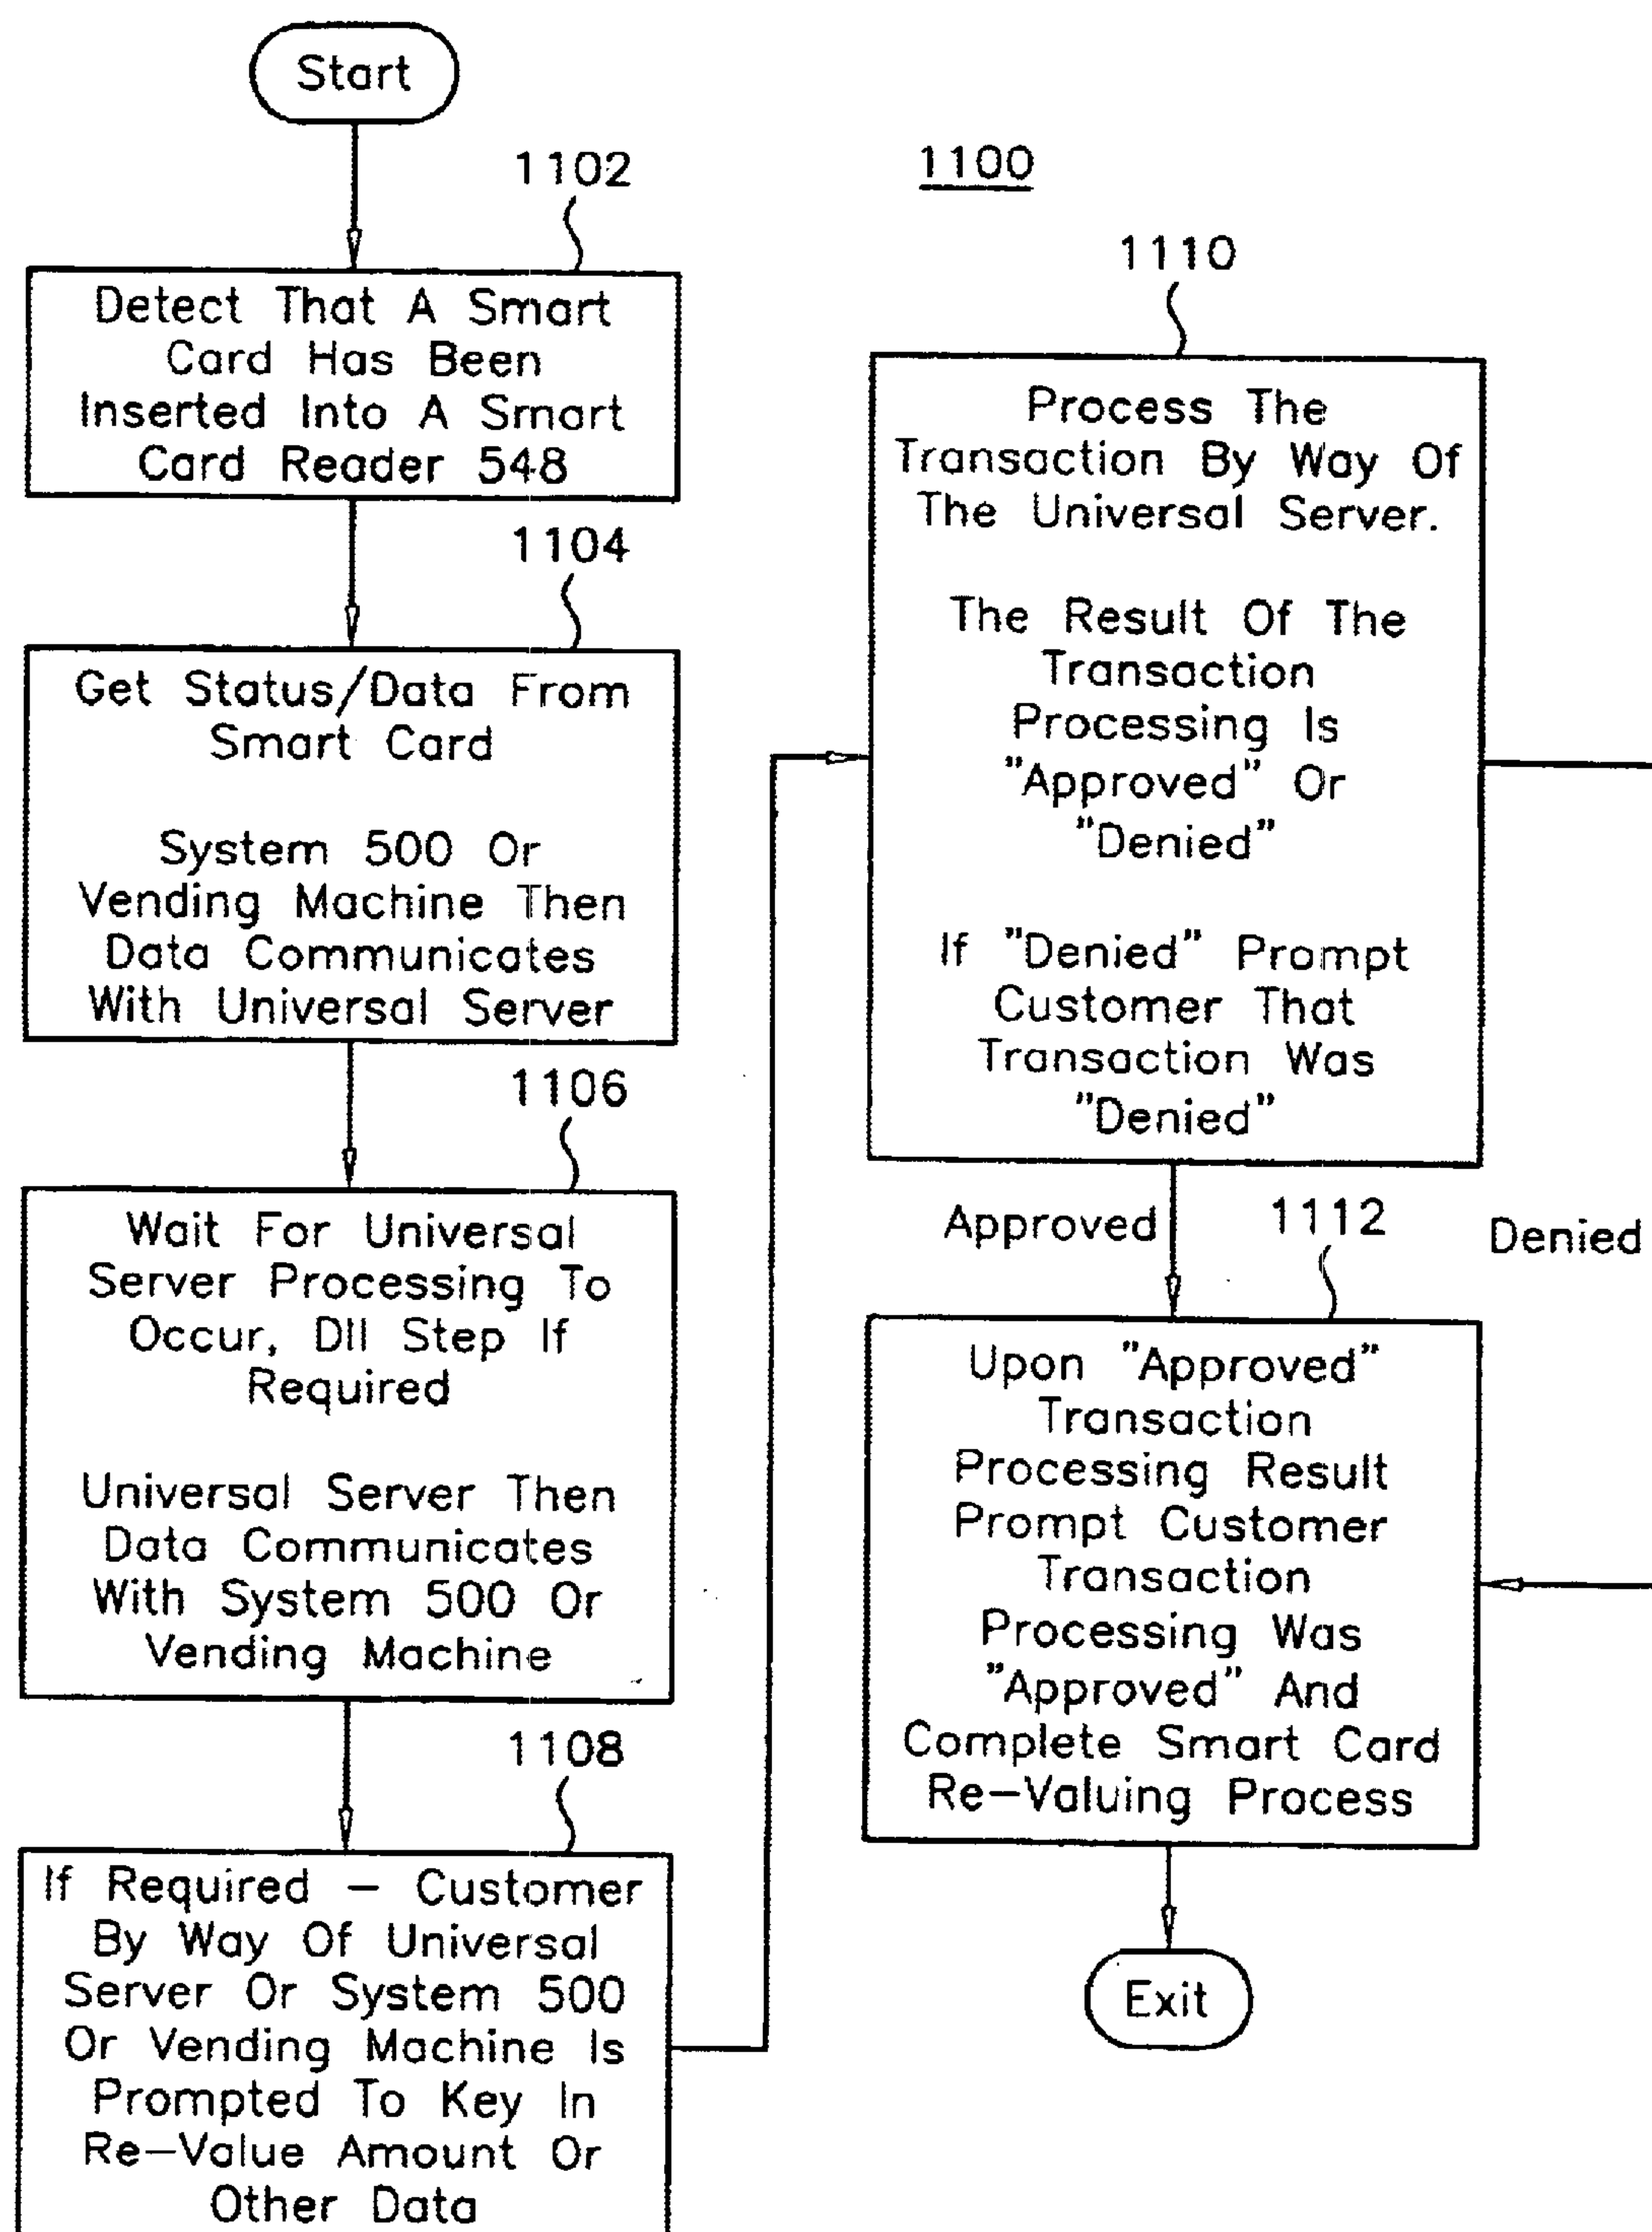 Start
1102
Detect That A Smart
Card Has Been
Inserted Into A Smart
Card Reader 548
1104
Get Status/Data From
Smart Card
System 500 Or
Vending Machine Then
Data Communicates
With Universal Server
1106
Wait For Universal
Server Processing To
Occur, DII Step If
Required
Universal Server Then
Data Communicates
With System 500 Or
Vending Machine
1108
If Required – Customer
By Way Of Universal
Server Or System 500
Or Vending Machine Is
Prompted To Key In
Re–Value Amount Or
Other Data
1100
1110
Process The
Transaction By Way Of
The Universal Server.
The Result Of The
Transaction
Processing Is
"Approved" Or
"Denied"
If "Denied" Prompt
Customer That
Transaction Was
"Denied"
Approved
1112
Denied
Upon "Approved"
Transaction
Processing Result
Prompt Customer
Transaction
Processing Was
"Approved" And
Complete Smart Card
Re–Valuing Process
Exit